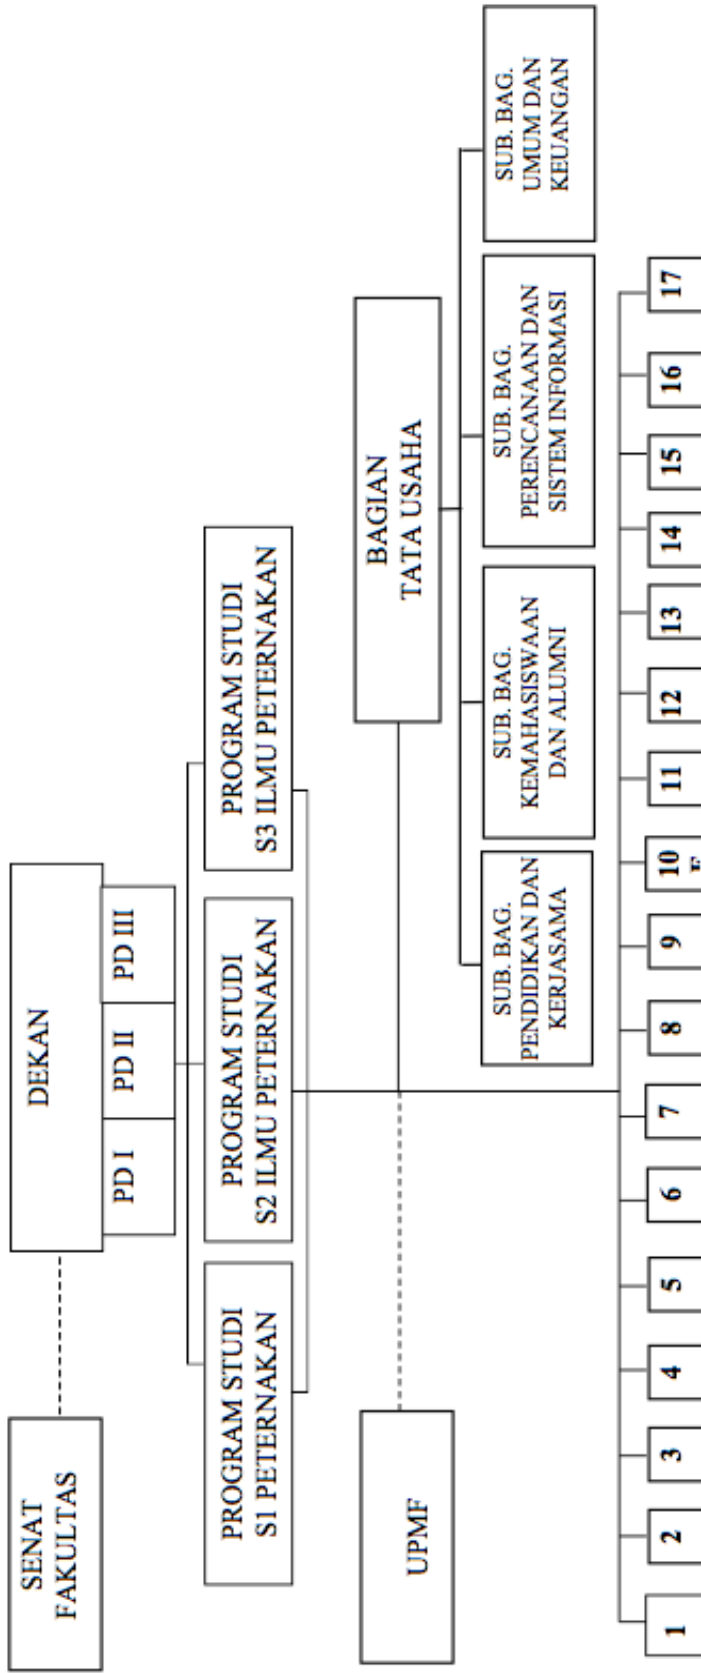 SENAT
FAKULTAS
DEKAN
PD I
PD II
PD III
PROGRAM STUDI
S1 PETERNAKAN
PROGRAM STUDI
S2 ILMU PETERNAKAN
PROGRAM STUDI
S3 ILMU PETERNAKAN
UPMF
BAGIAN
TATA USAHA
SUB. BAG.
PENDIDIKAN DAN
KERJASAMA
SUB. BAG.
KEMAHASISWAAN
DAN ALUMNI
SUB. BAG.
PERENCANAAN DAN
SISTEM INFORMASI
SUB. BAG.
UMUM DAN
KEUANGAN
1
2
3
4
5
6
7
8
9
10
11
12
13
14
15
16
17